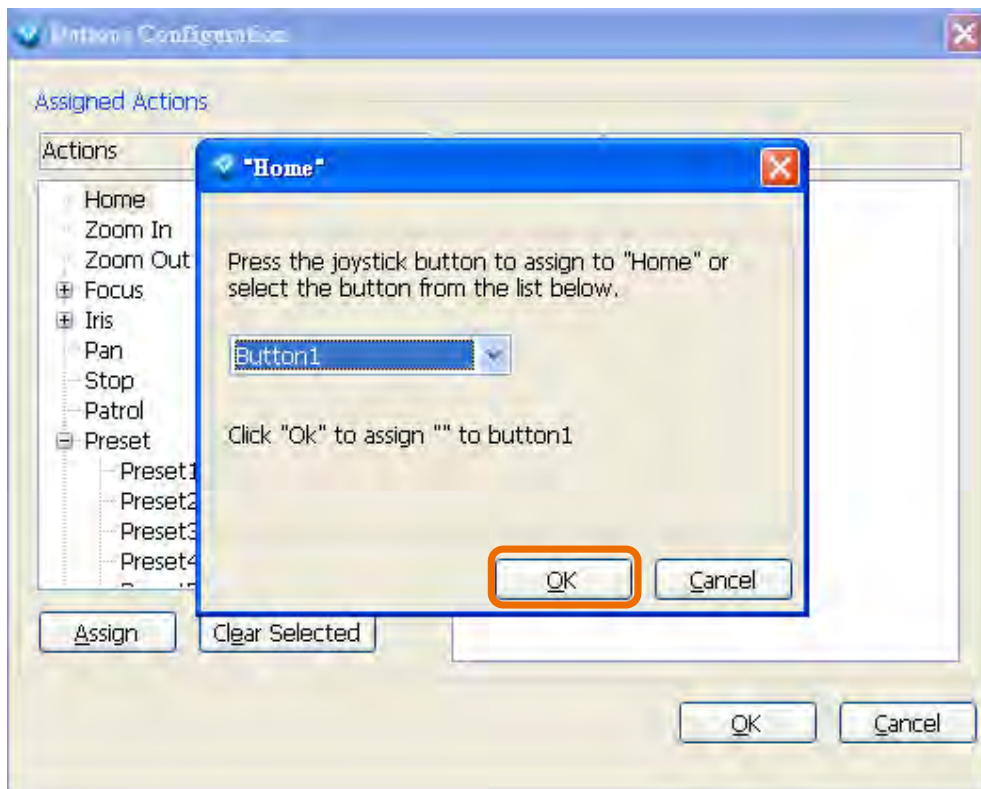 Buttons Configuration
Assigned Actions
Actions
"Home"
Home
Zoom In
Zoom Out
Focus
Iris
Pan
Stop
Patrol
Preset
Preset1
Preset2
Preset3
Preset4
Press the joystick button to assign to "Home" or
select the button from the list below.
Button1
Click "Ok" to assign "" to button1
OK
Cancel
Assign
Clear Selected
OK
Cancel